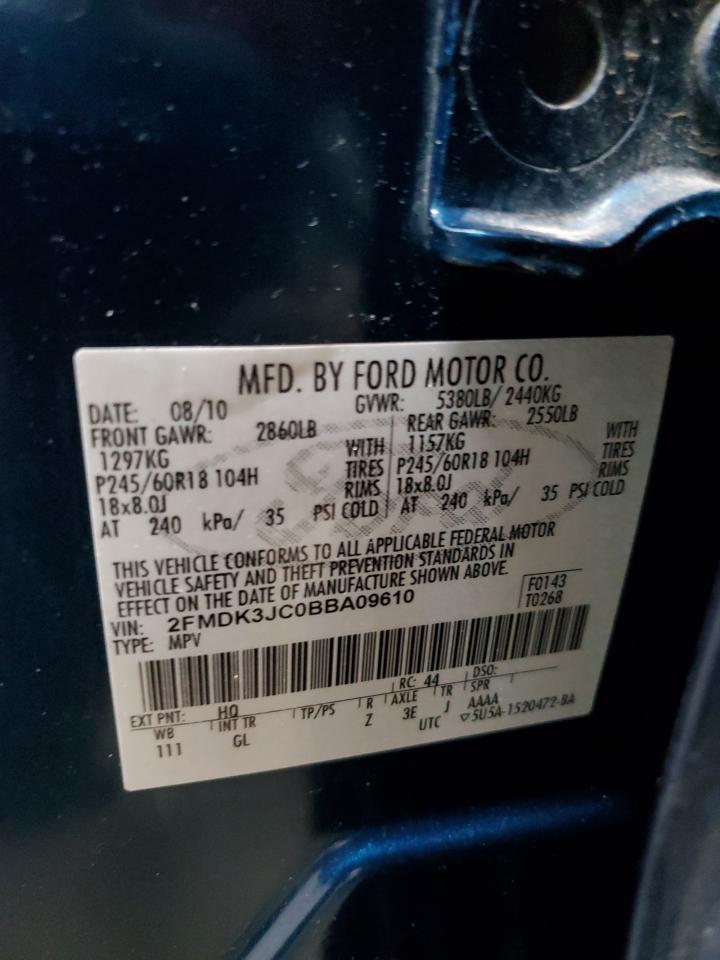 MFD. BY FORD MOTOR CO.
DATE: 08/10 GVWR: 5380LB/ 2440KG
FRONT GAWR: 2860LB REAR GAWR: 2550LB
1297KG WITH 1157KG WITH
P245/60R18 104H TIRES P245/60R18 104H TIRES
18x8.0J RIMS 18x8.0J RIMS
AT 240 kPa/ 35 PSI COLD AT 240 kPa/ 35 PSI COLD
THIS VEHICLE CONFORMS TO ALL APPLICABLE FEDERAL MOTOR
VEHICLE SAFETY AND THEFT PREVENTION STANDARDS IN
EFFECT ON THE DATE OF MANUFACTURE SHOWN ABOVE.
VIN: 2FMDK3JC0BBA09610 F0143
TYPE: MPV T0268
EXT PNT: HQ RC: 44 DSO:
WB INT TR TP/PS R AXLE TR SPR
111 GL Z 3E J AAAA
UTC ▽5U5A-1520472-BA